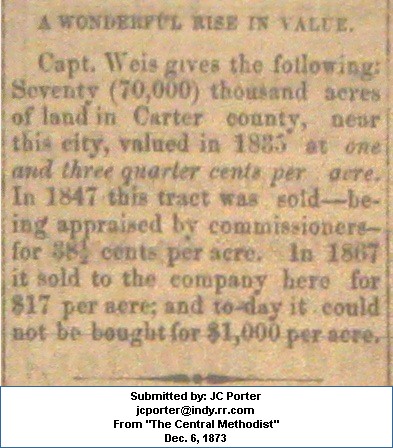 A WONDERFUL RISE IN VALUE.
Capt. Weis gives the following:
Seventy (70,000) thousand acres
of land in Carter county, near
this city, valued in 1835 at one
and three quarter cents per acre.
In 1847 this tract was sold—be-
ing appraised by commissioners—
for 38½ cents per acre. In 1867
it sold to the company here for
$17 per acre; and to-day it could
not be bought for $1,000 per acre.
Submitted by: JC Porter
jcporter@indy.rr.com
From "The Central Methodist"
Dec. 6, 1873